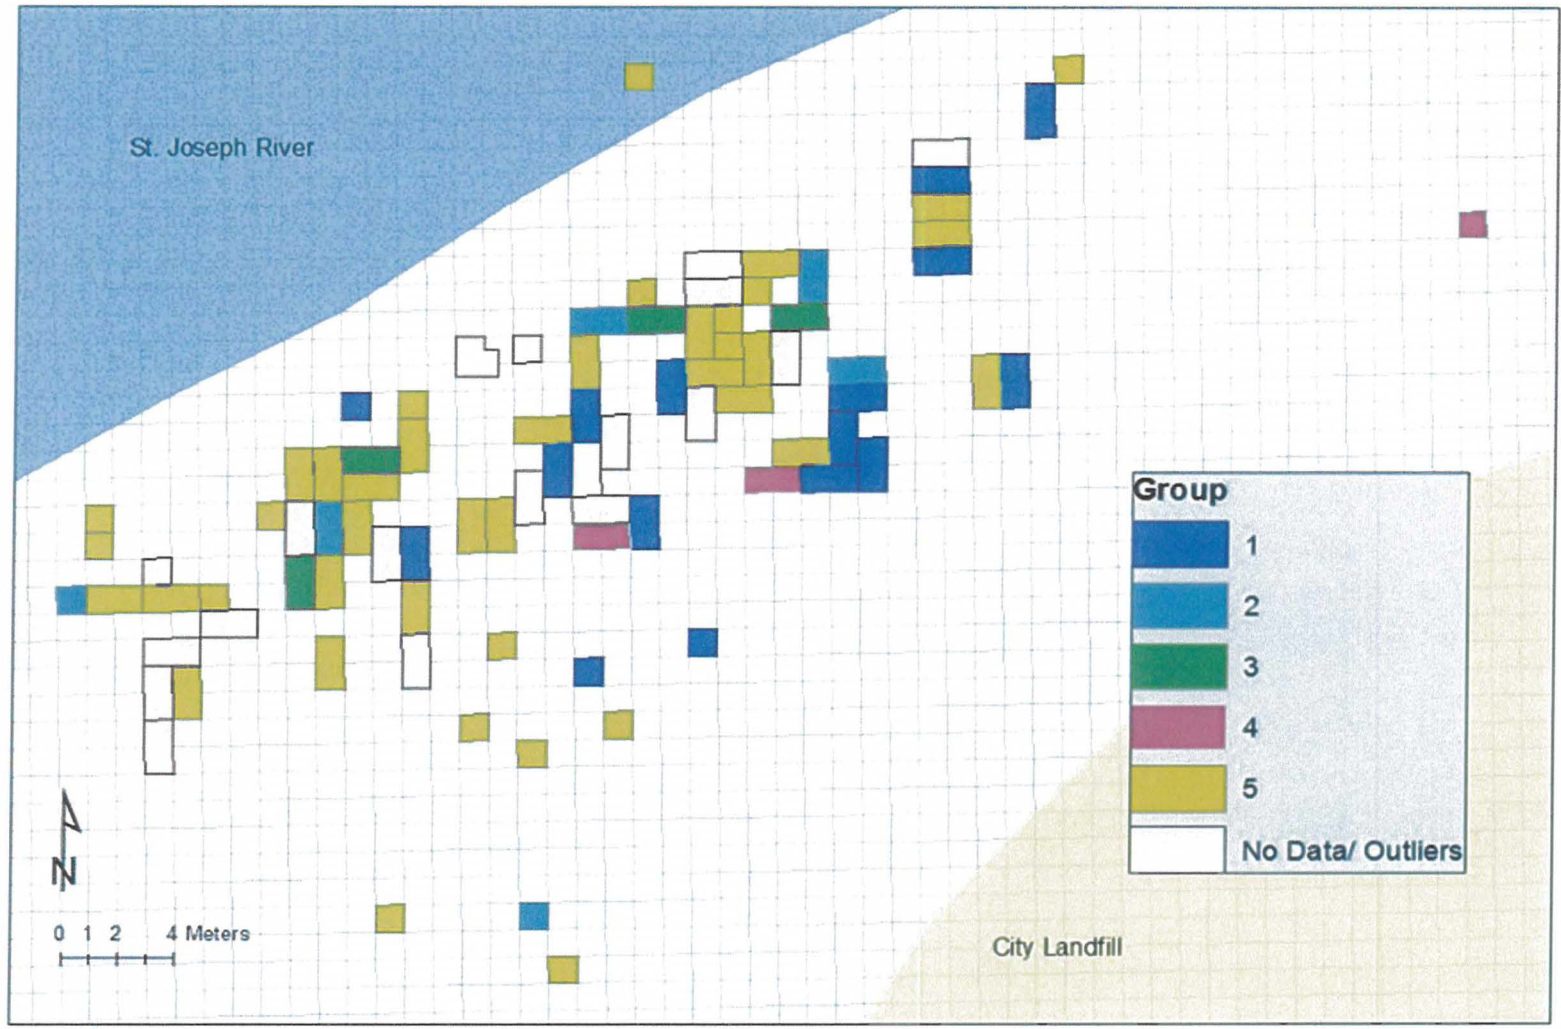 St. Joseph River
Group
1
2
3
4
5
No Data/ Outliers
N
0 1 2 4 Meters
City Landfill